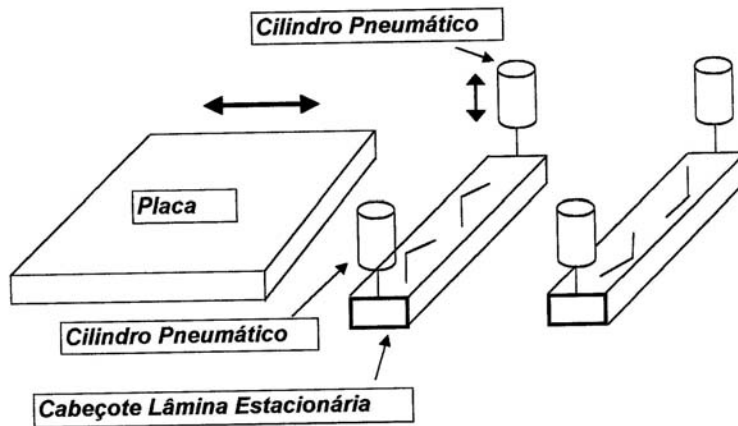 Cilindro Pneumático
Placa
Cilindro Pneumático
Cabeçote Lâmina Estacionária